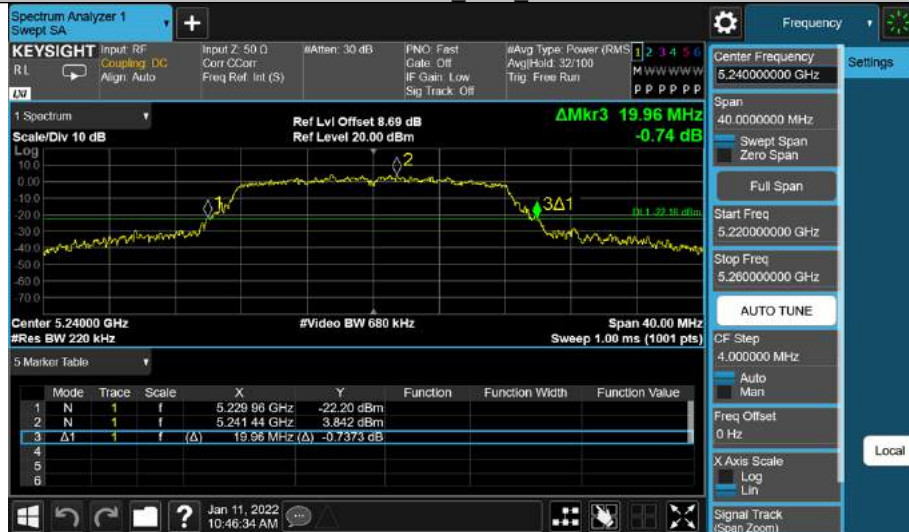 Spectrum Analyzer 1
Swept SA
+
Frequency
KEYSIGHT Input: RF
Coupling: DC
Align: Auto
RL
LXI
Input Z: 50 Ω
Corr CCorr
Freq Ref: Int (S)
#Atten: 30 dB
PNO: Fast
Gate: Off
IF Gain: Low
Sig Track: Off
#Avg Type: Power (RMS
Avg|Hold: 32/100
Trig: Free Run
1 2 3 4 5 6
M W W W W W
P P P P P P
Center Frequency
5.240000000 GHz
Settings
Span
40.0000000 MHz
Swept Span
Zero Span
Full Span
Start Freq
5.220000000 GHz
Stop Freq
5.260000000 GHz
AUTO TUNE
CF Step
4.000000 MHz
Auto
Man
Freq Offset
0 Hz
X Axis Scale
Log
Lin
Signal Track
(Span Zoom)
Local
1 Spectrum
Scale/Div 10 dB
Ref Lvl Offset 8.69 dB
Ref Level 20.00 dBm
ΔMkr3 19.96 MHz
-0.74 dB
Log
10.0
0.00
-10.0
-20.0
-30.0
-40.0
-50.0
-60.0
-70.0
1
2
3Δ1
DL1 -22.16 dBm
Center 5.24000 GHz
#Res BW 220 kHz
#Video BW 680 kHz
Span 40.00 MHz
Sweep 1.00 ms (1001 pts)
5 Marker Table
Mode Trace Scale X Y Function Function Width Function Value
1 N 1 f 5.229 96 GHz -22.20 dBm
2 N 1 f 5.241 44 GHz 3.842 dBm
3 Δ1 1 f (Δ) 19.96 MHz (Δ) -0.7373 dB
4
5
6
?
Jan 11, 2022
10:46:34 AM